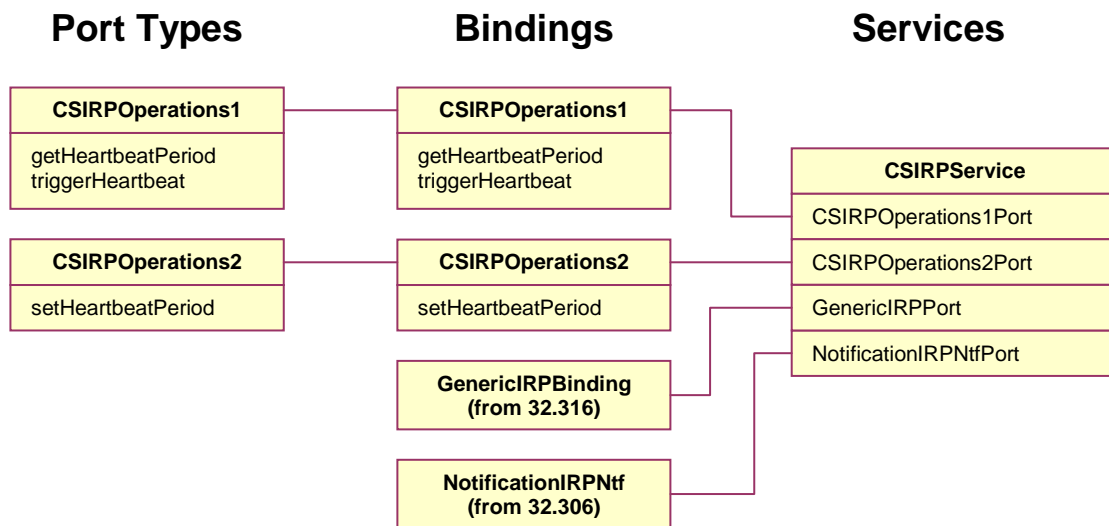 Port Types
Bindings
Services
CSIRPOperations1
getHeartbeatPeriod
triggerHeartbeat
CSIRPOperations2
setHeartbeatPeriod
CSIRPOperations1
getHeartbeatPeriod
triggerHeartbeat
CSIRPOperations2
setHeartbeatPeriod
GenericIRPBinding
(from 32.316)
NotificationIRPNtf
(from 32.306)
CSIRPService
CSIRPOperations1Port
CSIRPOperations2Port
GenericIRPPort
NotificationIRPNtfPort